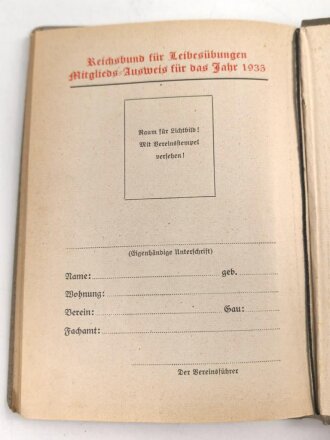 Reichsbund für Leibesübungen
Mitglieds-Ausweis für das Jahr 1935
Raum für Lichtbild!
Mit Vereinsstempel
versehen!
(Eigenhändige Unterschrift)
Name: geb.
Wohnung:
Verein: Gau:
Fachamt:
Der Vereinsführer